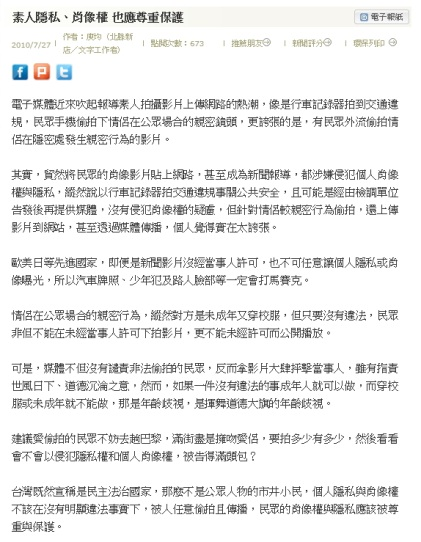 素人隱私、肖像權 也應尊重保護
電子報紙
作者：庚灼（北縣新店／文字工作者）
2010/7/27 | 點閱次數：673 | 推薦朋友 | 新聞評分 | 瀏覽列印
電子媒體近來吹起報導素人拍攝影片上傳網路的熱潮，像是行車記錄器拍到交通違
規，民眾手機偷拍下情侶在公眾場合的親密鏡頭，更誇張的是，有民眾外流偷拍情
侶在隱密處發生親密行為的影片。
其實，貿然將民眾的肖像影片貼上網路，甚至成為新聞報導，都涉嫌侵犯個人肖像
權與隱私，縱然說以行車記錄器拍交通違規事關公共安全，且可能是經由檢調單位
告發後再提供媒體，沒有侵犯肖像權的疑慮，但針對情侶較親密行為偷拍，還上傳
影片到網站，甚至透過媒體傳播，個人覺得實在太誇張。
歐美日等先進國家，即便是新聞影片沒經當事人許可，也不可任意讓個人隱私或肖
像曝光，所以汽車牌照、少年犯及路人臉部等一定會打馬賽克。
情侶在公眾場合的親密行為，縱然對方是未成年又穿校服，但只要沒有違法，民眾
非但不能在未經當事人許可下拍影片，更不能未經許可而公開播放。
可是，媒體不但沒有譴責非法偷拍的民眾，反而拿影片大肆抨擊當事人，雖有指責
世風日下、道德沉淪之意，然而，如果一件沒有違法的事成年人就可以做，而穿校
服或未成年就不能做，那是年齡歧視，是揮舞道德大旗的年齡歧視。
建議愛偷拍的民眾不妨去趟巴黎，滿街盡是擁吻愛侶，要拍多少有多少，然後看看
會不會以侵犯隱私權和個人肖像權，被告得滿頭包？
台灣既然宣稱是民主法治國家，那麼不是公眾人物的市井小民，個人隱私與肖像權
不該在沒有明顯違法事實下，被人任意偷拍且傳播，民眾的肖像權與隱私應該被尊
重與保護。